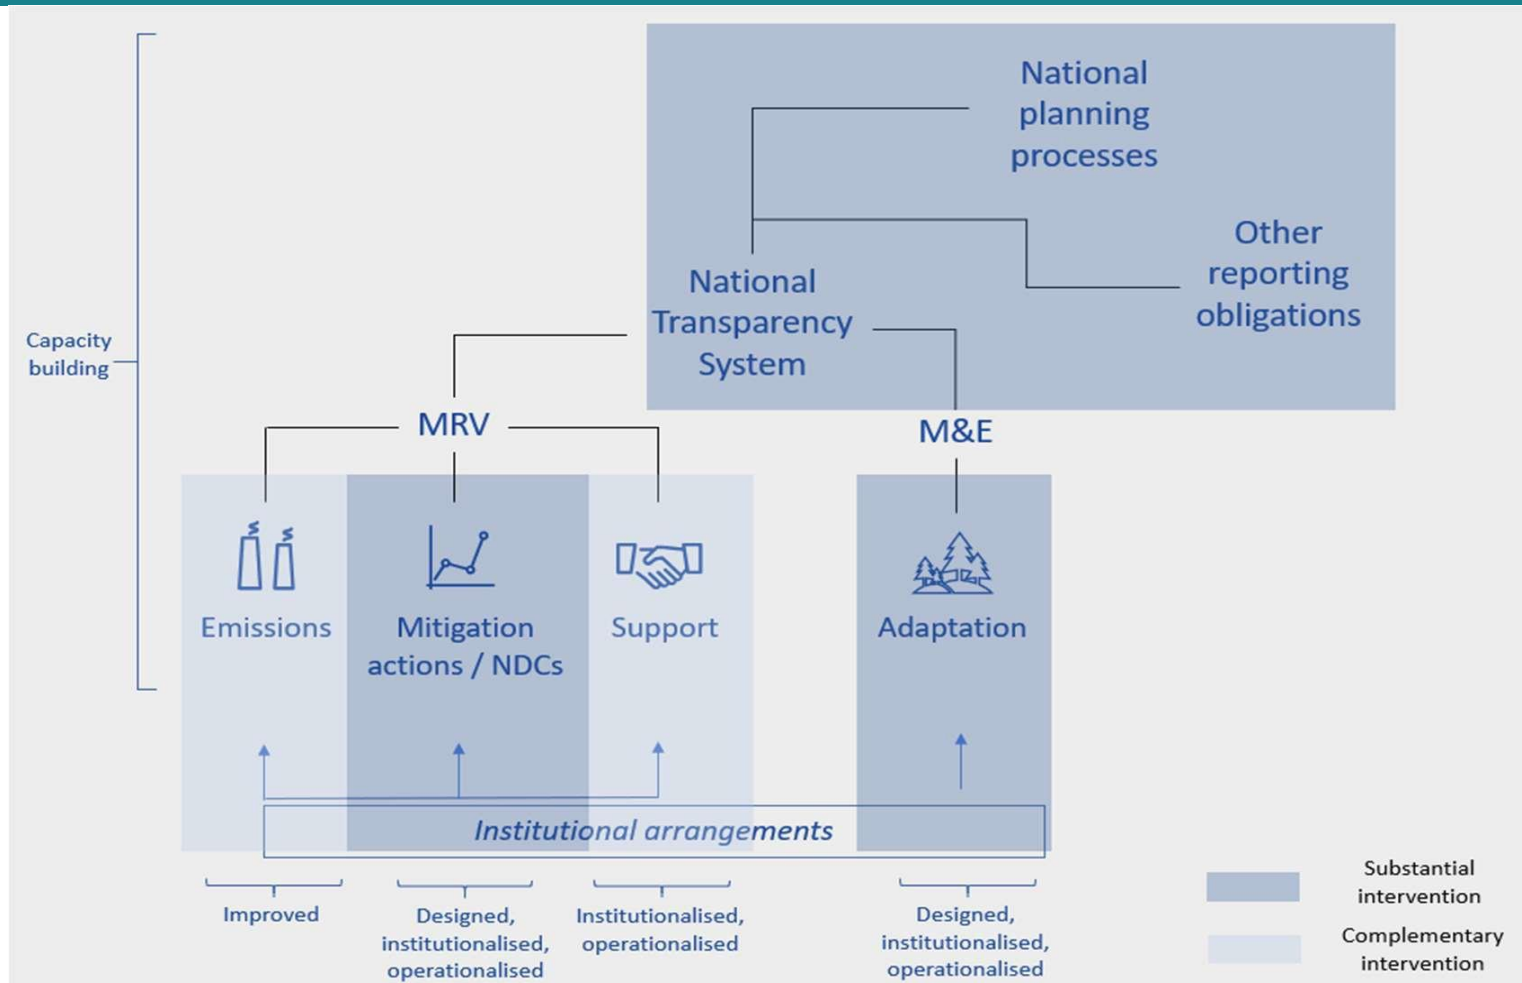 National
planning
processes
Other
reporting
obligations
National
Transparency
System
Capacity
building
MRV
M&E
Emissions
Mitigation
actions / NDCs
Support
Adaptation
Institutional arrangements
Improved
Designed,
institutionalised,
operationalised
Institutionalised,
operationalised
Designed,
institutionalised,
operationalised
Substantial
intervention
Complementary
intervention